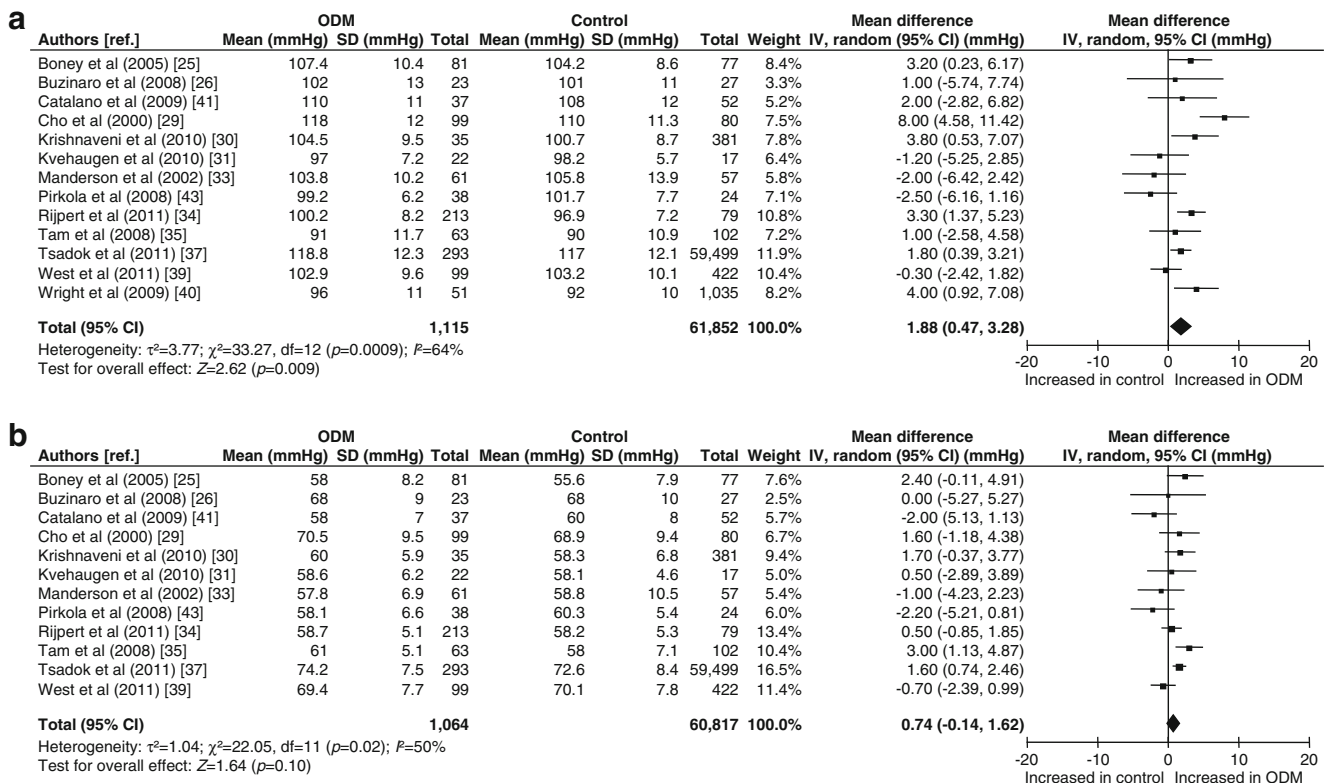 a
ODM Control Mean difference Mean difference
Authors [ref.] Mean (mmHg) SD (mmHg) Total Mean (mmHg) SD (mmHg) Total Weight IV, random (95% CI) (mmHg) IV, random, 95% CI (mmHg)
Boney et al (2005) [25] 107.4 10.4 81 104.2 8.6 77 8.4% 3.20 (0.23, 6.17)
Buzinaro et al (2008) [26] 102 13 23 101 11 27 3.3% 1.00 (-5.74, 7.74)
Catalano et al (2009) [41] 110 11 37 108 12 52 5.2% 2.00 (-2.82, 6.82)
Cho et al (2000) [29] 118 12 99 110 11.3 80 7.5% 8.00 (4.58, 11.42)
Krishnaveni et al (2010) [30] 104.5 9.5 35 100.7 8.7 381 7.8% 3.80 (0.53, 7.07)
Kvehaugen et al (2010) [31] 97 7.2 22 98.2 5.7 17 6.4% -1.20 (-5.25, 2.85)
Manderson et al (2002) [33] 103.8 10.2 61 105.8 13.9 57 5.8% -2.00 (-6.42, 2.42)
Pirkola et al (2008) [43] 99.2 6.2 38 101.7 7.7 24 7.1% -2.50 (-6.16, 1.16)
Rijpert et al (2011) [34] 100.2 8.2 213 96.9 7.2 79 10.8% 3.30 (1.37, 5.23)
Tam et al (2008) [35] 91 11.7 63 90 10.9 102 7.2% 1.00 (-2.58, 4.58)
Tsadok et al (2011) [37] 118.8 12.3 293 117 12.1 59,499 11.9% 1.80 (0.39, 3.21)
West et al (2011) [39] 102.9 9.6 99 103.2 10.1 422 10.4% -0.30 (-2.42, 1.82)
Wright et al (2009) [40] 96 11 51 92 10 1,035 8.2% 4.00 (0.92, 7.08)
Total (95% CI) 1,115 61,852 100.0% 1.88 (0.47, 3.28)
Heterogeneity: τ²=3.77; χ²=33.27, df=12 (p=0.0009); I²=64%
Test for overall effect: Z=2.62 (p=0.009)
-20 -10 0 10 20
Increased in control Increased in ODM
b
ODM Control Mean difference Mean difference
Authors [ref.] Mean (mmHg) SD (mmHg) Total Mean (mmHg) SD (mmHg) Total Weight IV, random (95% CI) (mmHg) IV, random, 95% CI (mmHg)
Boney et al (2005) [25] 58 8.2 81 55.6 7.9 77 7.6% 2.40 (-0.11, 4.91)
Buzinaro et al (2008) [26] 68 9 23 68 10 27 2.5% 0.00 (-5.27, 5.27)
Catalano et al (2009) [41] 58 7 37 60 8 52 5.7% -2.00 (5.13, 1.13)
Cho et al (2000) [29] 70.5 9.5 99 68.9 9.4 80 6.7% 1.60 (-1.18, 4.38)
Krishnaveni et al (2010) [30] 60 5.9 35 58.3 6.8 381 9.4% 1.70 (-0.37, 3.77)
Kvehaugen et al (2010) [31] 58.6 6.2 22 58.1 4.6 17 5.0% 0.50 (-2.89, 3.89)
Manderson et al (2002) [33] 57.8 6.9 61 58.8 10.5 57 5.4% -1.00 (-4.23, 2.23)
Pirkola et al (2008) [43] 58.1 6.6 38 60.3 5.4 24 6.0% -2.20 (-5.21, 0.81)
Rijpert et al (2011) [34] 58.7 5.1 213 58.2 5.3 79 13.4% 0.50 (-0.85, 1.85)
Tam et al (2008) [35] 61 5.1 63 58 7.1 102 10.4% 3.00 (1.13, 4.87)
Tsadok et al (2011) [37] 74.2 7.5 293 72.6 8.4 59,499 16.5% 1.60 (0.74, 2.46)
West et al (2011) [39] 69.4 7.7 99 70.1 7.8 422 11.4% -0.70 (-2.39, 0.99)
Total (95% CI) 1,064 60,817 100.0% 0.74 (-0.14, 1.62)
Heterogeneity: τ²=1.04; χ²=22.05, df=11 (p=0.02); I²=50%
Test for overall effect: Z=1.64 (p=0.10)
-20 -10 0 10 20
Increased in control Increased in ODM